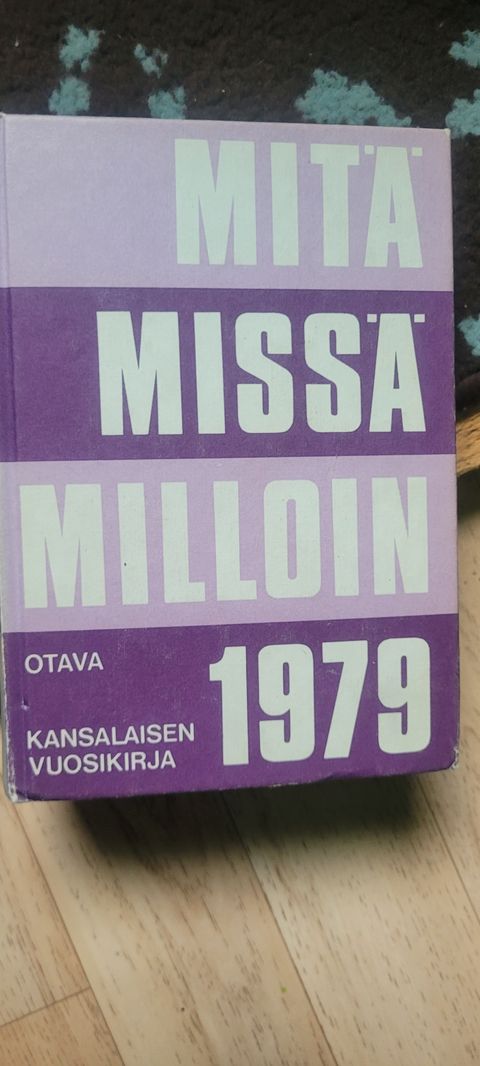 MITÄ
MISSÄ
MILLOIN
1979
OTAVA
KANSALAISEN
VUOSIKIRJA